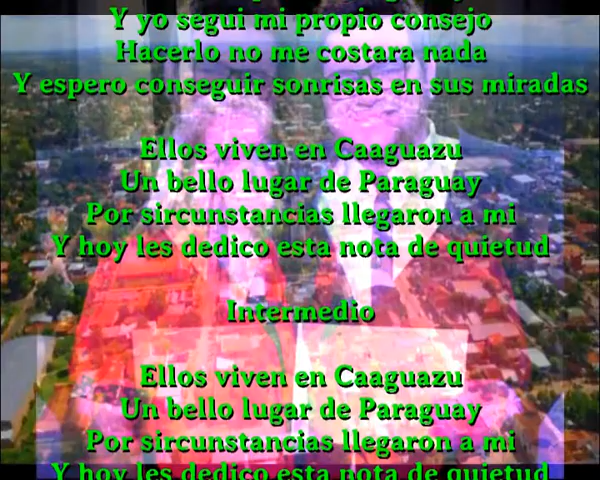 Y yo segui mi propio consejo
Hacerlo no me costara nada
Y espero conseguir sonrisas en sus miradas
Ellos viven en Caaguazu
Un bello lugar de Paraguay
Por sircunstancias llegaron a mi
Y hoy les dedico esta nota de quietud
Intermedio
Ellos viven en Caaguazu
Un bello lugar de Paraguay
Por sircunstancias llegaron a mi
Y hoy les dedico esta nota de quietud